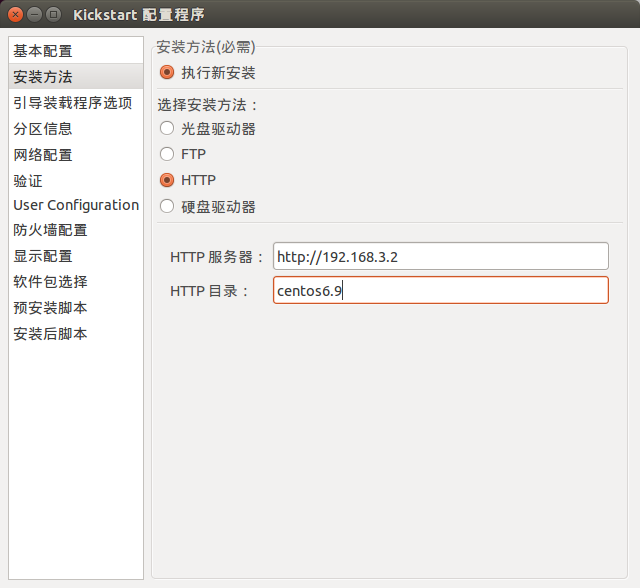 Kickstart 配置程序
基本配置
安装方法
引导装载程序选项
分区信息
网络配置
验证
User Configuration
防火墙配置
显示配置
软件包选择
预安装脚本
安装后脚本
安装方法(必需)
执行新安装
选择安装方法：
光盘驱动器
FTP
HTTP
硬盘驱动器
HTTP 服务器： http://192.168.3.2
HTTP 目录： centos6.9